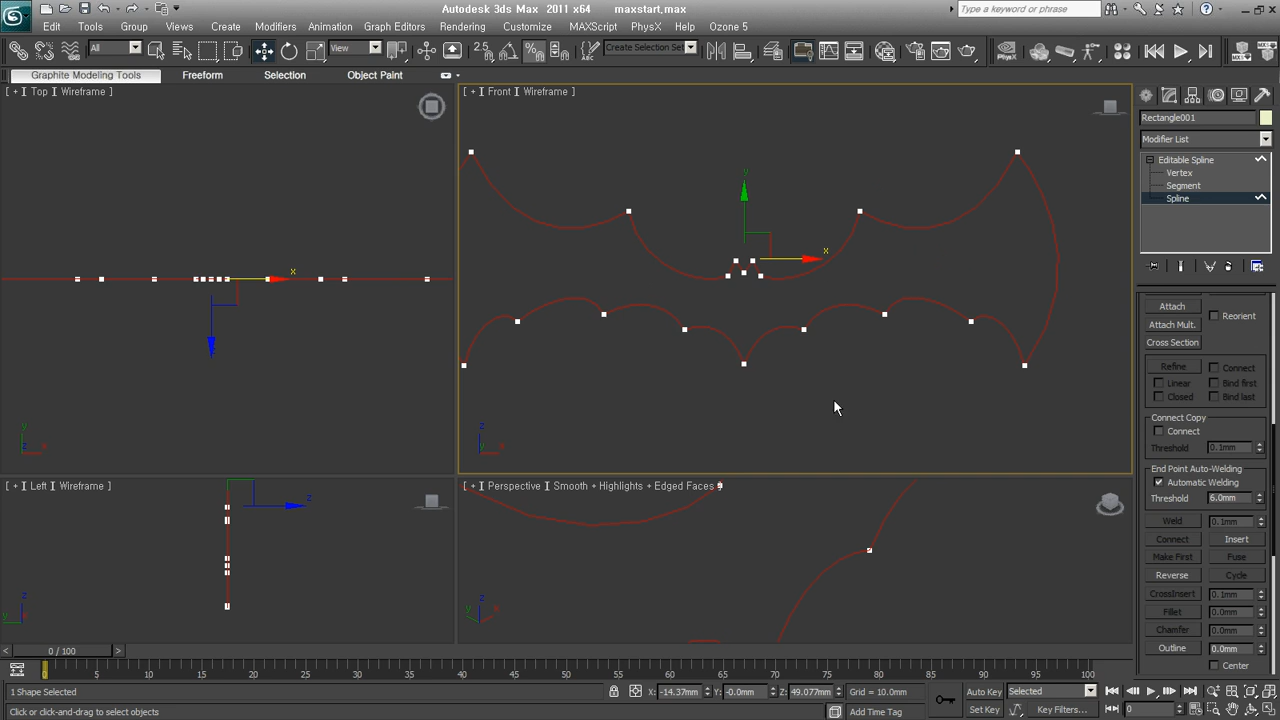 Autodesk 3ds Max 2011 x64 maxstart.max
Type a keyword or phrase
Edit Tools Group Views Create Modifiers Animation Graph Editors Rendering Customize MAXScript PhysX Help Ozone 5
All View 2.5 Create Selection Set PhysX
Graphite Modeling Tools Freeform Selection Object Paint
[ + ] Top ] Wireframe ]
[ + ] Front ] Wireframe ]
Rectangle001
Modifier List
Editable Spline
Vertex
Segment
Spline
y
x
x
z
y x
z
y x
Attach
Reorient
Attach Mult.
Cross Section
Refine Connect
Linear Bind first
Closed Bind last
Connect Copy
Connect
Threshold 0.1mm
End Point Auto-Welding
Automatic Welding
Threshold 6.0mm
Weld 0.1mm
Connect Insert
Make First Fuse
Reverse Cycle
CrossInsert 0.1mm
Fillet 0.0mm
Chamfer 0.0mm
Outline 0.0mm
Center
[ + ] Left ] Wireframe ]
[ + ] Perspective ] Smooth + Highlights + Edged Faces ]
z
z
y
z
y x
< 0 / 100 >
0 5 10 15 20 25 30 35 40 45 50 55 60 65 70 75 80 85 90 95 100
1 Shape Selected X: -14.37mm Y: -0.0mm Z: 49.077mm Grid = 10.0mm Auto Key Selected
Click or click-and-drag to select objects Add Time Tag Set Key Key Filters... 0